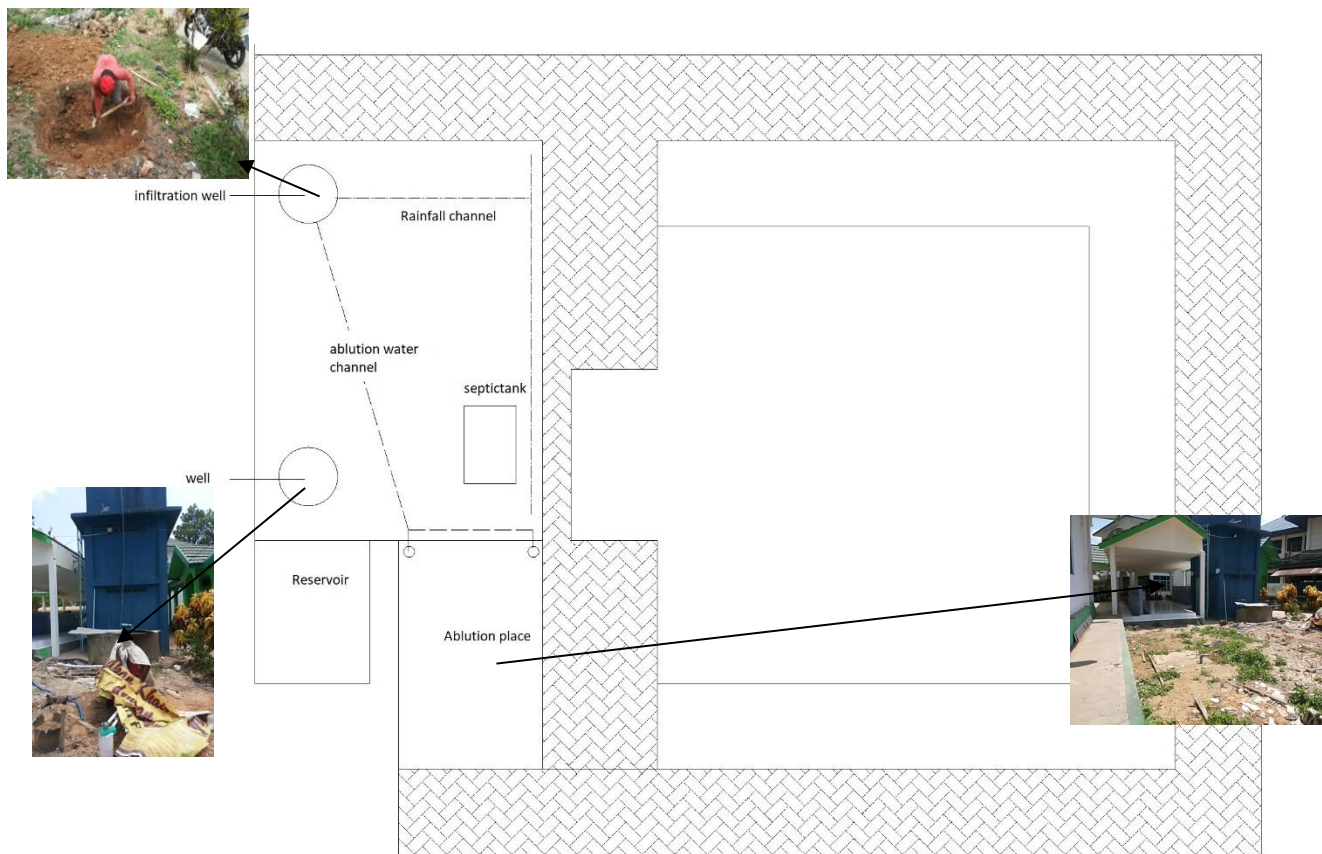 infiltration well
Rainfall channel
ablution water
channel
septictank
well
Reservoir
Ablution place